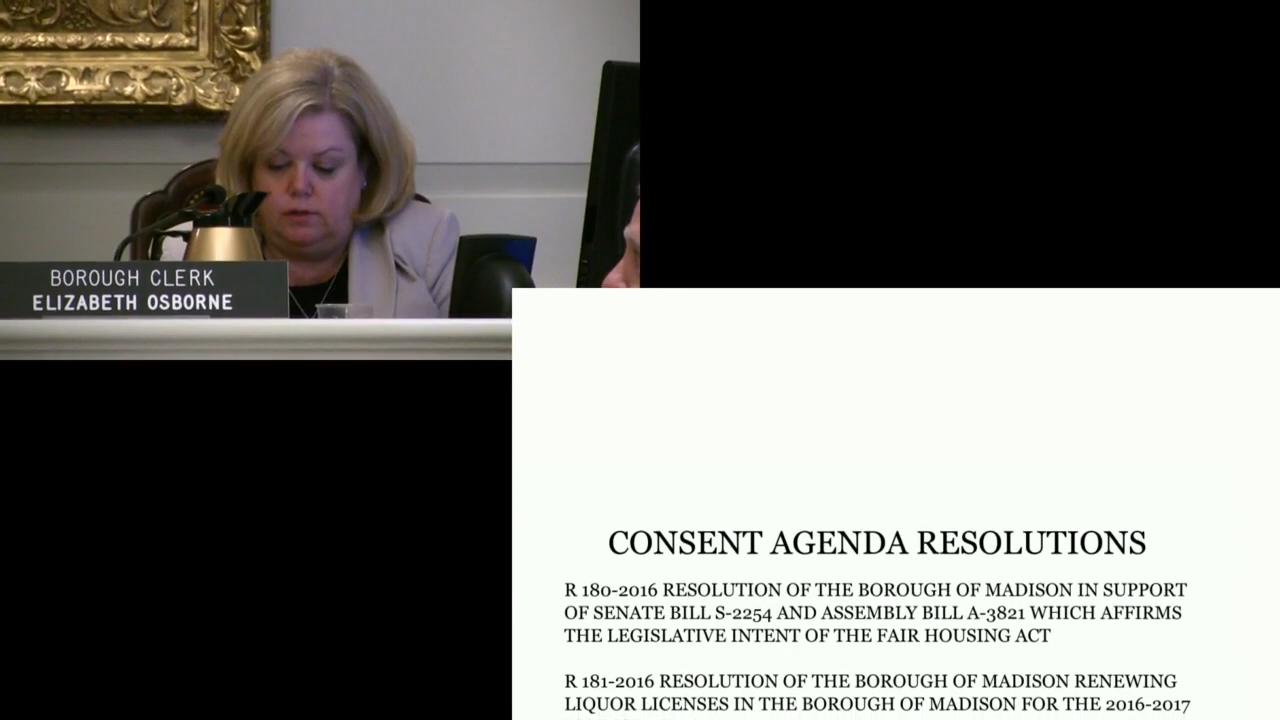 BOROUGH CLERK
ELIZABETH OSBORNE
CONSENT AGENDA RESOLUTIONS
R 180-2016 RESOLUTION OF THE BOROUGH OF MADISON IN SUPPORT
OF SENATE BILL S-2254 AND ASSEMBLY BILL A-3821 WHICH AFFIRMS
THE LEGISLATIVE INTENT OF THE FAIR HOUSING ACT
R 181-2016 RESOLUTION OF THE BOROUGH OF MADISON RENEWING
LIQUOR LICENSES IN THE BOROUGH OF MADISON FOR THE 2016-2017